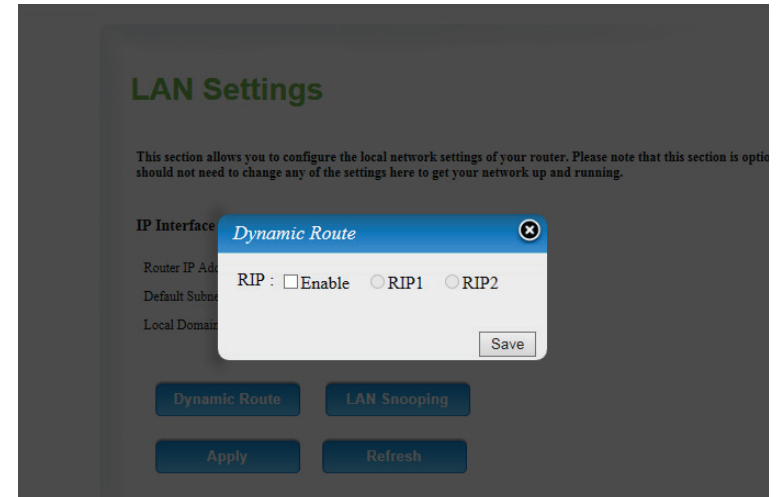 LAN Settings
This section allows you to configure the local network settings of your router. Please note that this section is optio
should not need to change any of the settings here to get your network up and running.
IP Interface
Dynamic Route
Router IP Add
RIP : Enable RIP1 RIP2
Default Subne
Local Domain
Save
Dynamic Route LAN Snooping
Apply Refresh